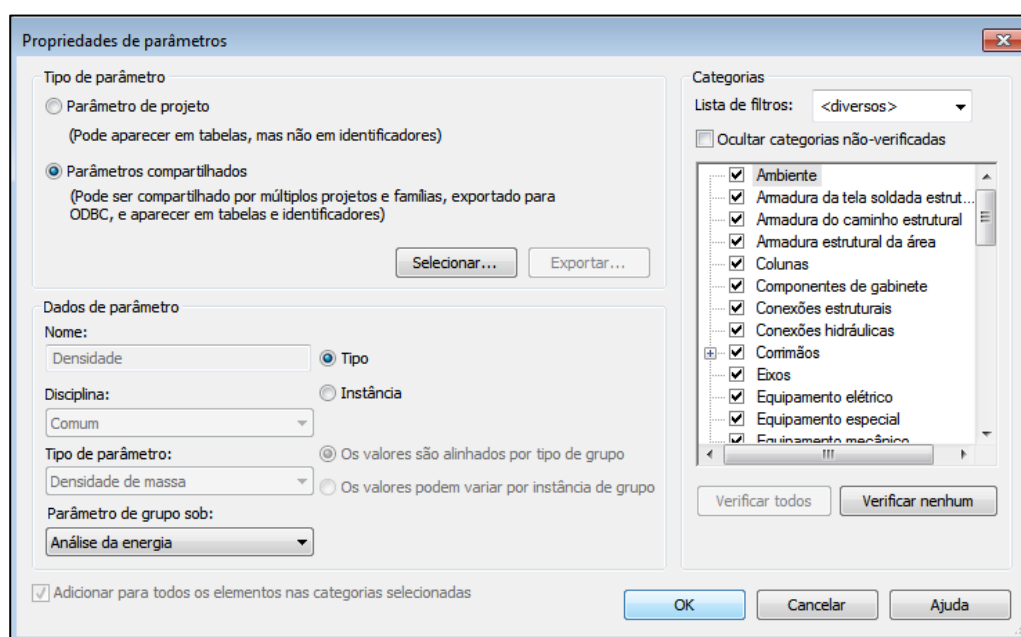 Propriedades de parâmetros
Tipo de parâmetro
Parâmetro de projeto
(Pode aparecer em tabelas, mas não em identificadores)
Parâmetros compartilhados
(Pode ser compartilhado por múltiplos projetos e famílias, exportado para
ODBC, e aparecer em tabelas e identificadores)
Selecionar...
Exportar...
Dados de parâmetro
Nome:
Densidade
Tipo
Disciplina:
Instância
Comum
Tipo de parâmetro:
Os valores são alinhados por tipo de grupo
Densidade de massa
Os valores podem variar por instância de grupo
Parâmetro de grupo sob:
Análise da energia
Adicionar para todos os elementos nas categorias selecionadas
Categorias
Lista de filtros:
<diversos>
Ocultar categorias não-verificadas
Ambiente
Armadura da tela soldada estrut...
Armadura do caminho estrutural
Armadura estrutural da área
Colunas
Componentes de gabinete
Conexões estruturais
Conexões hidráulicas
Corrimãos
Eixos
Equipamento elétrico
Equipamento especial
Equipamento mecânico
Verificar todos
Verificar nenhum
OK
Cancelar
Ajuda